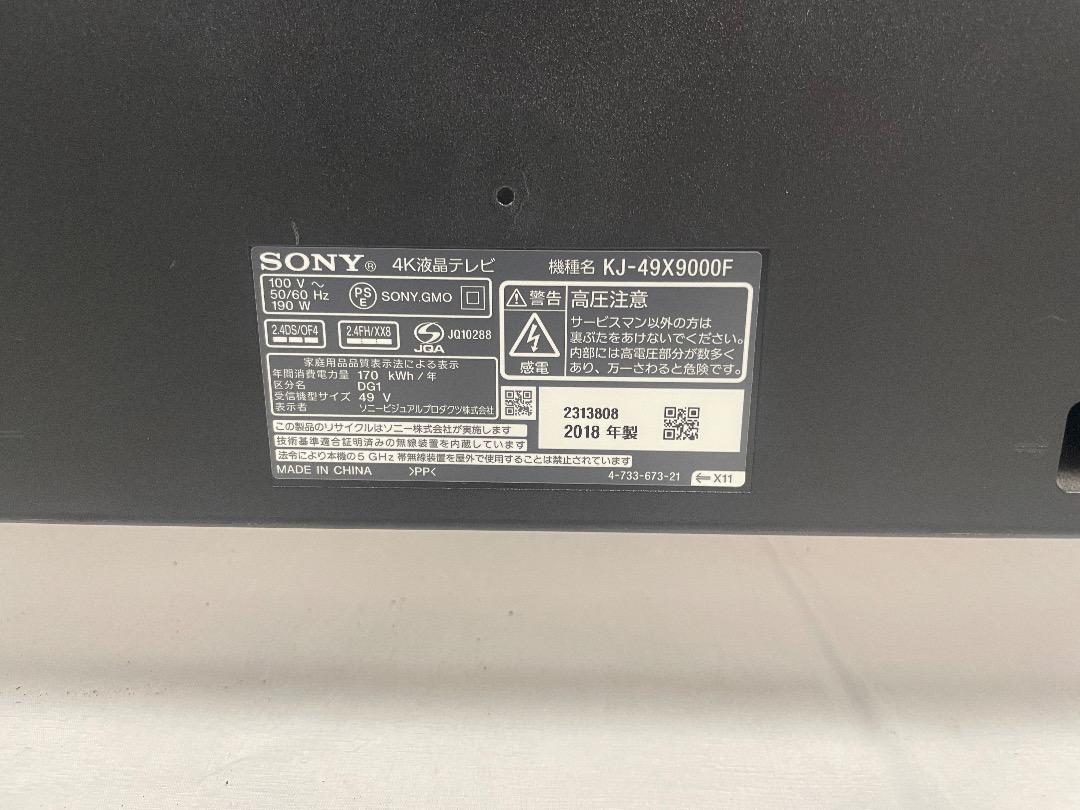 SONY® 4K液晶テレビ 機種名 KJ-49X9000F
100 V ～
50/60 Hz
190 W
PS
E
SONY.GMO
2.4DS/OF4
2.4FH/XX8
JQA
JQ10288
警告
感電
高圧注意
サービスマン以外の方は
裏ぶたをあけないでください。
内部には高電圧部分が数多く
あり、万一さわると危険です。
家庭用品品質表示法による表示
年間消費電力量 170 kWh/年
区分名 DG1
受信機型サイズ 49 V
表示者 ソニービジュアルプロダクツ株式会社
2313808
2018 年製
この製品のリサイクルはソニー株式会社が実施します
技術基準適合証明済みの無線装置を内蔵しています
法令により本機の5 GHz 帯無線装置を屋外で使用することは禁止されています
MADE IN CHINA >PP< 4-733-673-21 ← X11